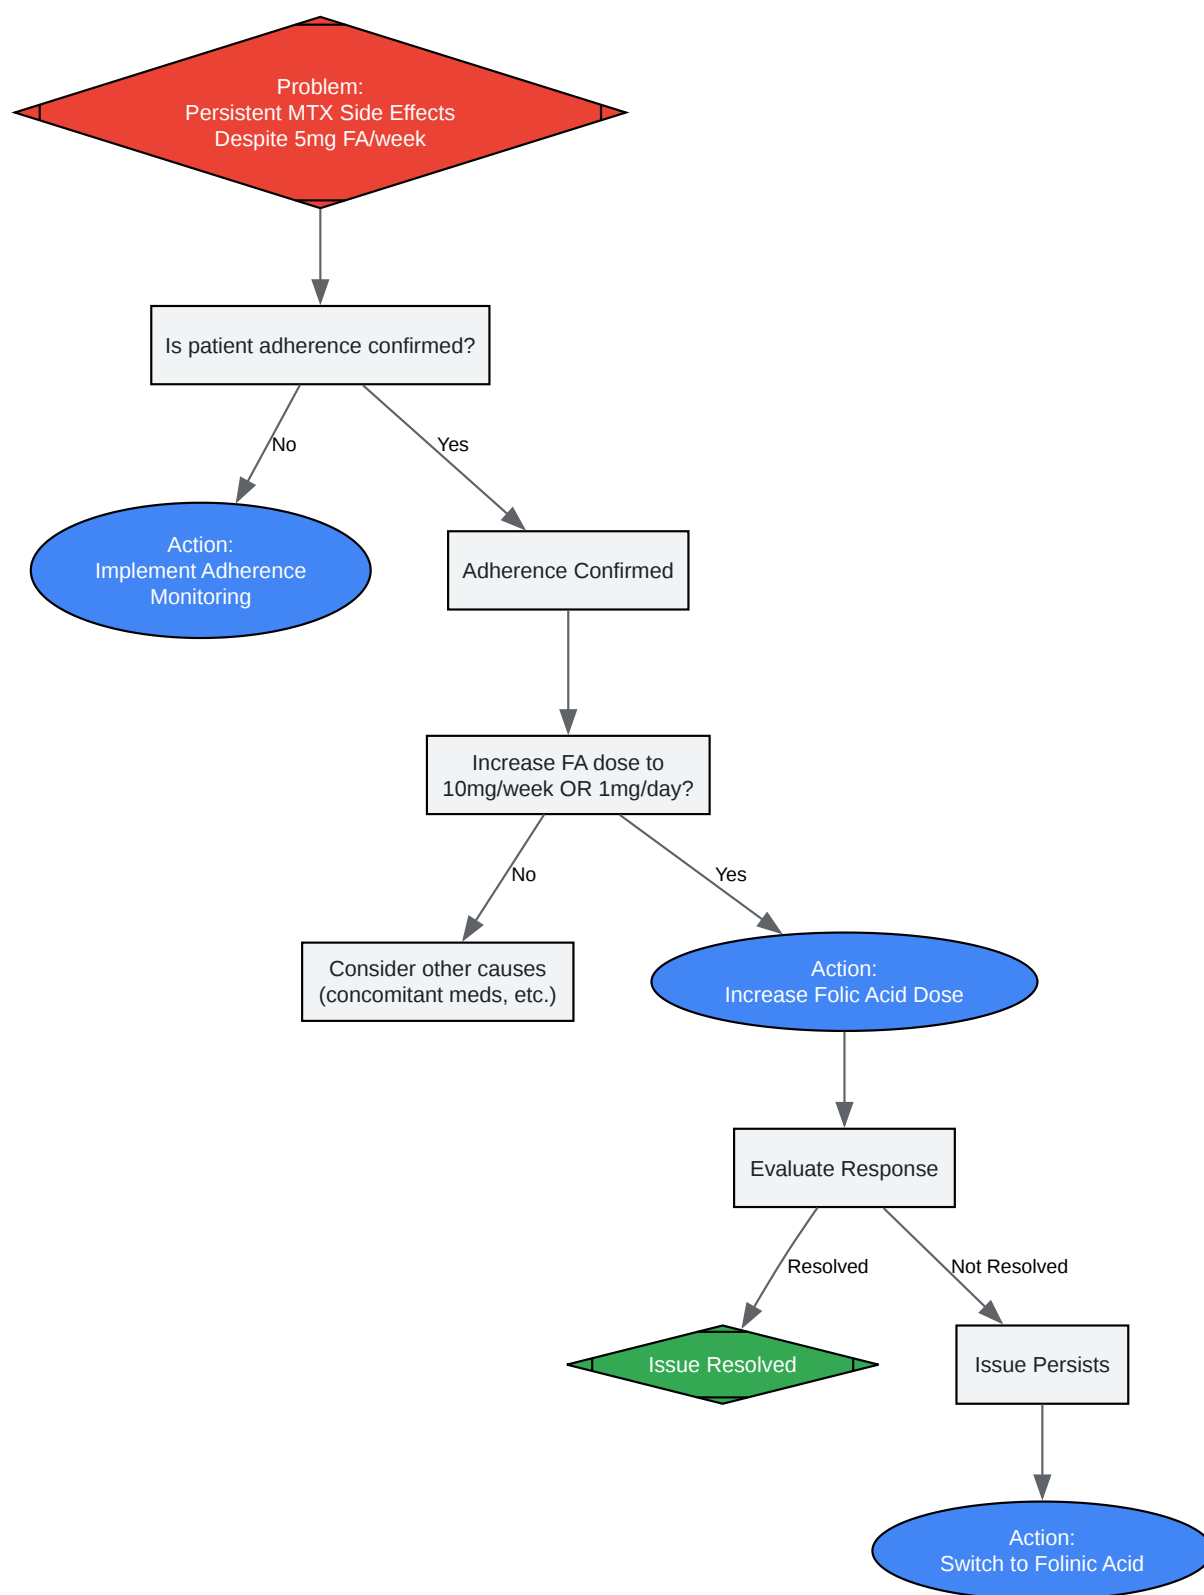 Problem:
Persistent MTX Side Effects
Despite 5mg FA/week
Is patient adherence confirmed?
No
Yes
Action:
Implement Adherence
Monitoring
Adherence Confirmed
Increase FA dose to
10mg/week OR 1mg/day?
No
Yes
Consider other causes
(concomitant meds, etc.)
Action:
Increase Folic Acid Dose
Evaluate Response
Resolved
Not Resolved
Issue Resolved
Issue Persists
Action:
Switch to Folinic Acid